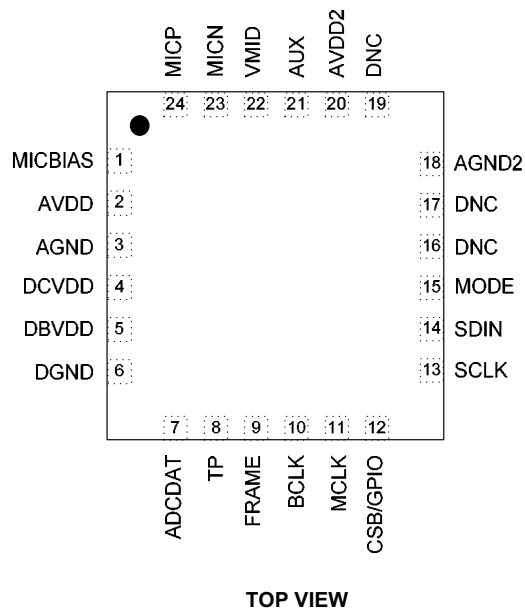 MICP MICN VMID AUX AVDD2 DNC
24 23 22 21 20 19
MICBIAS 1
AVDD 2
AGND 3
DCVDD 4
DBVDD 5
DGND 6
18 AGND2
17 DNC
16 DNC
15 MODE
14 SDIN
13 SCLK
7 8 9 10 11 12
ADCDAT TP FRAME BCLK MCLK CSB/GPIO
TOP VIEW